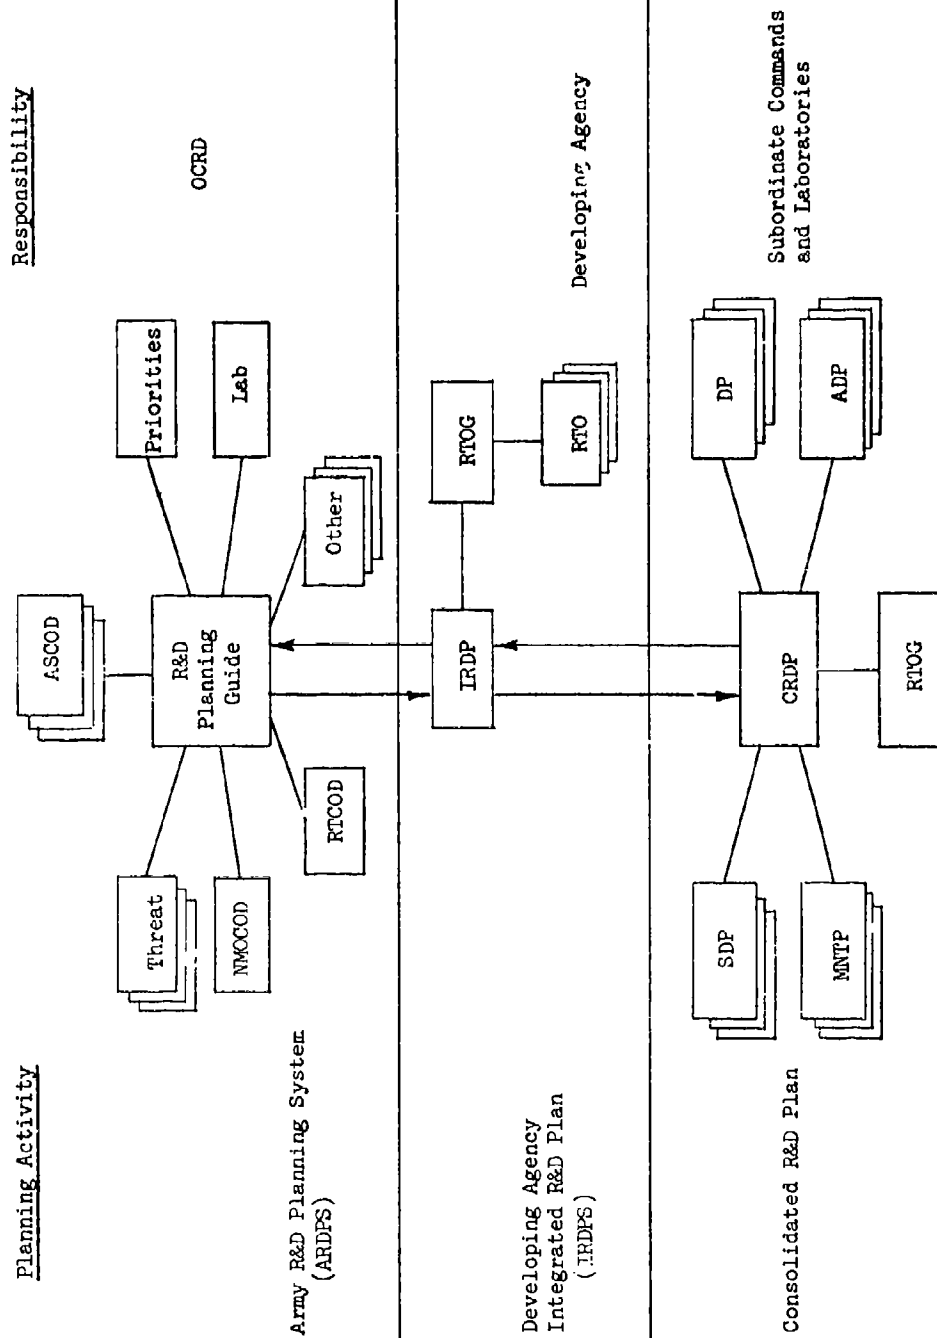 Planning Activity
Responsibility
Army R&D Planning System
(ARDPS)
ASCOD
Threat
NMOCOD
R&D
Planning
Guide
Priorities
Lab
RTCOD
Other
OCRD
Developing Agency
Integrated R&D Plan
(IRDPS)
IRDP
RTOG
RTO
Developing Agency
Consolidated R&D Plan
SDP
MNTP
CRDP
DP
ADP
RTOG
Subordinate Commands
and Laboratories